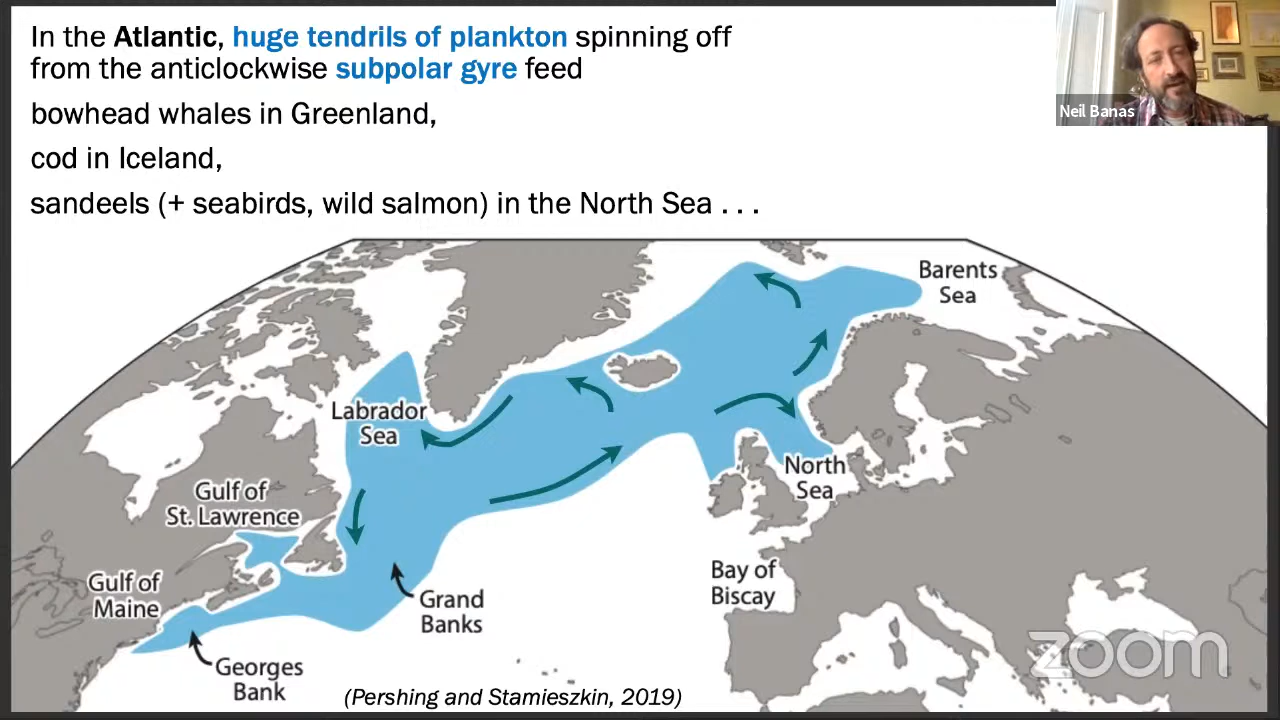 In the Atlantic, huge tendrils of plankton spinning off
from the anticlockwise subpolar gyre feed
bowhead whales in Greenland,
cod in Iceland,
sandeels (+ seabirds, wild salmon) in the North Sea . . .
Neil Banas
Barents
Sea
Labrador
Sea
North
Sea
Gulf of
St. Lawrence
Gulf of
Maine
Bay of
Biscay
Grand
Banks
Georges
Bank
(Pershing and Stamieszkin, 2019)
zoom